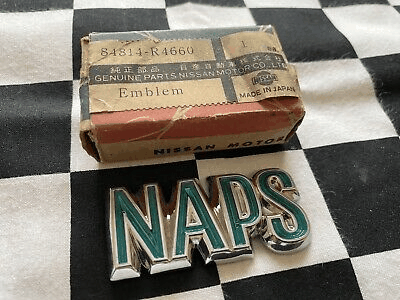 84814-R4660 1
純正部品 日産自動車株式会社
GENUINE PARTS NISSAN MOTOR CO., LTD.
Emblem MADE IN JAPAN
NISSAN MOTOR
NAPS